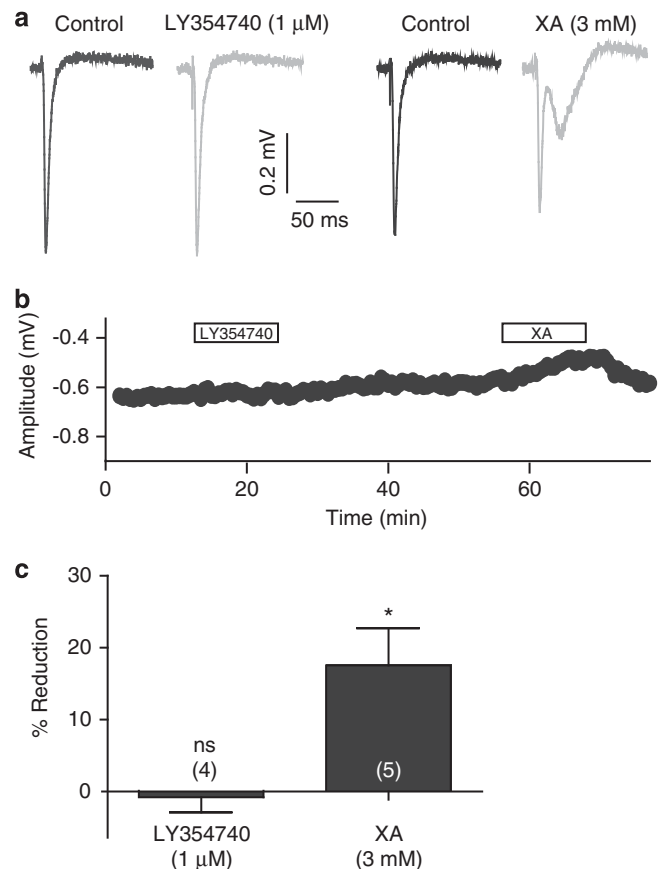 a
Control
LY354740 (1 μM)
Control
XA (3 mM)
0.2 mV
50 ms
b
Amplitude (mV)
-0.4
-0.6
-0.8
LY354740
XA
0
20
40
60
Time (min)
c
% Reduction
30
20
10
0
ns
(4)
*
(5)
LY354740
(1 μM)
XA
(3 mM)